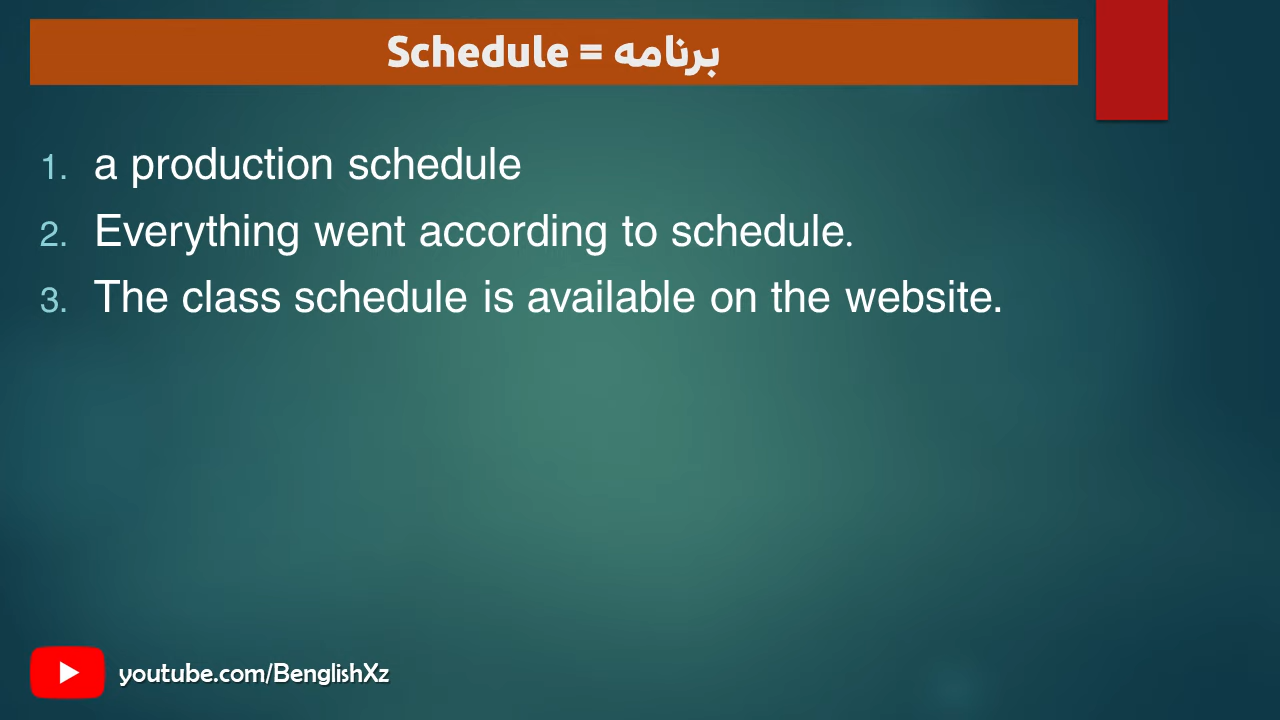 Schedule = برنامه
1. a production schedule
2. Everything went according to schedule.
3. The class schedule is available on the website.
youtube.com/BenglishXz